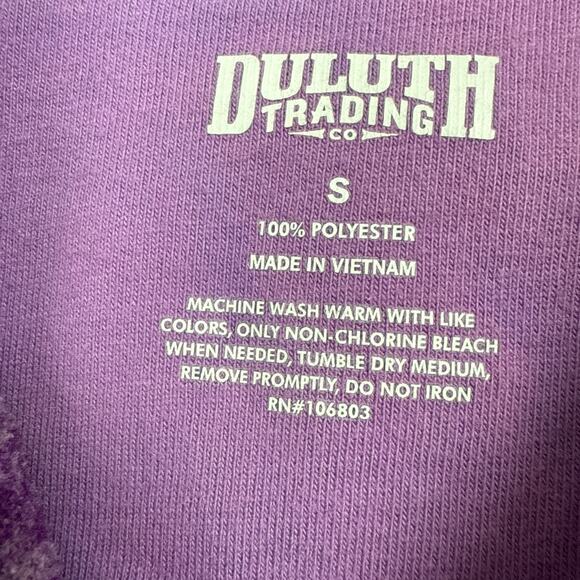 DULUTH
TRADING
CO
S
100% POLYESTER
MADE IN VIETNAM
MACHINE WASH WARM WITH LIKE
COLORS, ONLY NON-CHLORINE BLEACH
WHEN NEEDED, TUMBLE DRY MEDIUM,
REMOVE PROMPTLY, DO NOT IRON
RN#106803